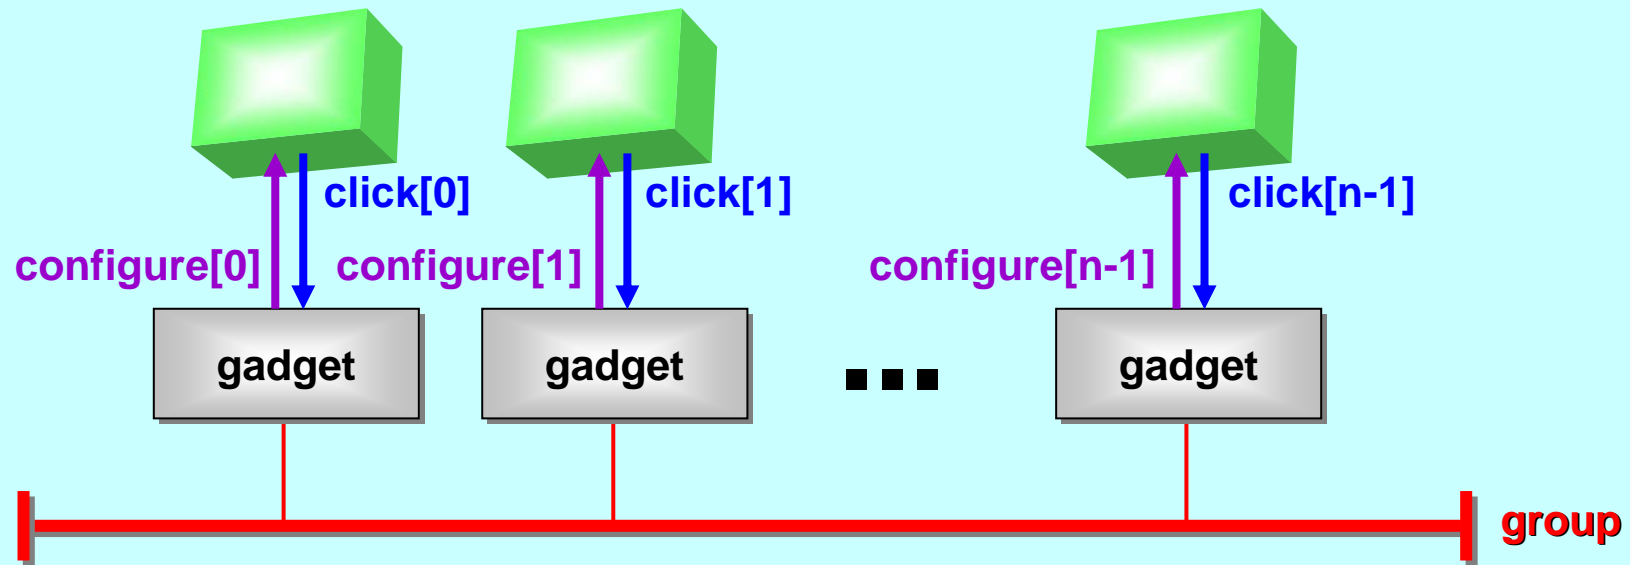 click[0]
click[1]
click[n-1]
configure[0]
configure[1]
configure[n-1]
gadget
gadget
gadget
group